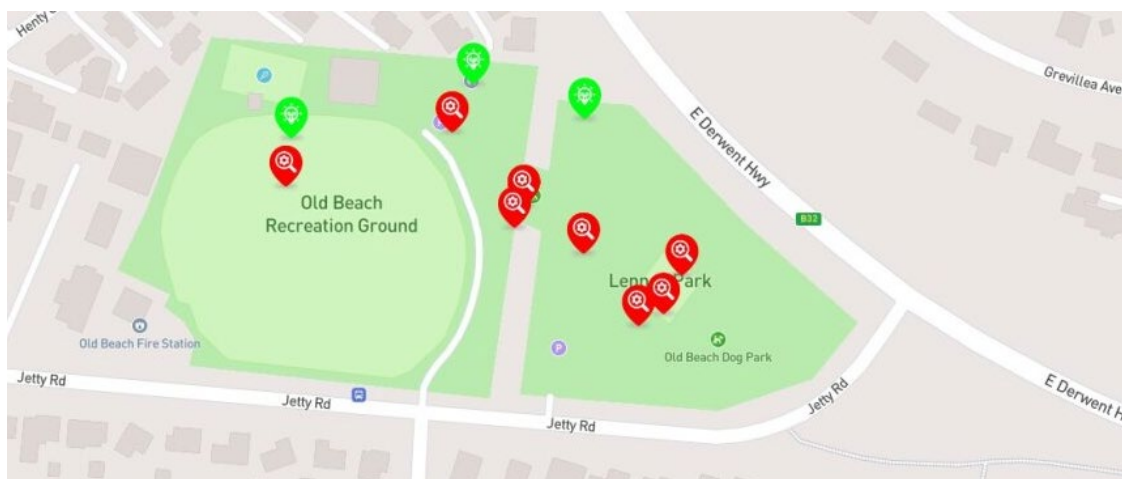 Henty
Grevillea Ave
E Derwent Hwy
B32
Old Beach
Recreation Ground
Park
Old Beach Fire Station
P
Old Beach Dog Park
Jetty Rd
Jetty Rd
Jetty Rd
Jetty Rd
E Derwent H